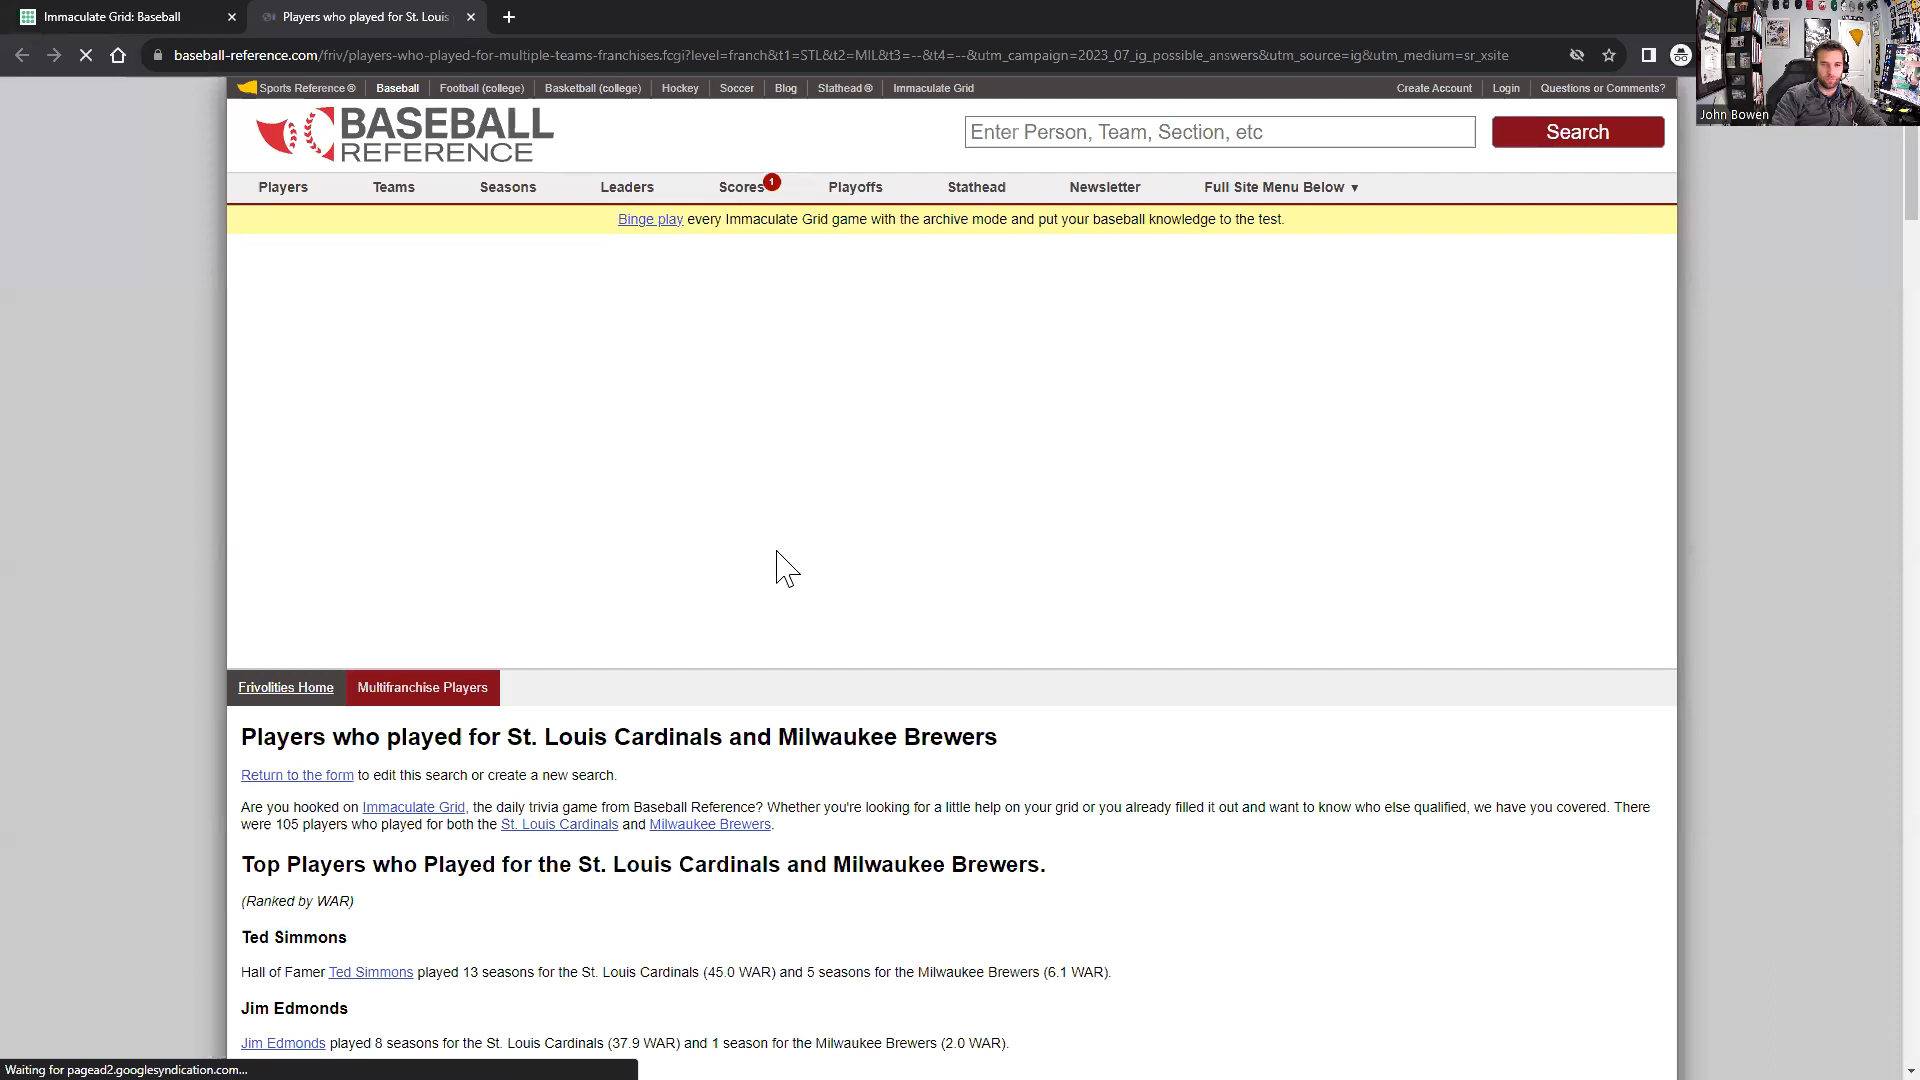 Immaculate Grid: Baseball
Players who played for St. Louis
baseball-reference.com/friv/players-who-played-for-multiple-teams-franchises.fcgi?level=franch&t1=STL&t2=MIL&t3=--&t4=--&utm_campaign=2023_07_ig_possible_answers&utm_source=ig&utm_medium=sr_xsite
John Bowen
Sports Reference ® Baseball Football (college) Basketball (college) Hockey Soccer Blog Stathead ® Immaculate Grid Create Account Login Questions or Comments?
BASEBALL
REFERENCE
Enter Person, Team, Section, etc
Search
Players Teams Seasons Leaders Scores 1 Playoffs Stathead Newsletter Full Site Menu Below ▼
Binge play every Immaculate Grid game with the archive mode and put your baseball knowledge to the test.
Frivolities Home Multifranchise Players
Players who played for St. Louis Cardinals and Milwaukee Brewers
Return to the form to edit this search or create a new search.
Are you hooked on Immaculate Grid, the daily trivia game from Baseball Reference? Whether you're looking for a little help on your grid or you already filled it out and want to know who else qualified, we have you covered. There
were 105 players who played for both the St. Louis Cardinals and Milwaukee Brewers.
Top Players who Played for the St. Louis Cardinals and Milwaukee Brewers.
(Ranked by WAR)
Ted Simmons
Hall of Famer Ted Simmons played 13 seasons for the St. Louis Cardinals (45.0 WAR) and 5 seasons for the Milwaukee Brewers (6.1 WAR).
Jim Edmonds
Jim Edmonds played 8 seasons for the St. Louis Cardinals (37.9 WAR) and 1 season for the Milwaukee Brewers (2.0 WAR).
Waiting for pagead2.googlesyndication.com...